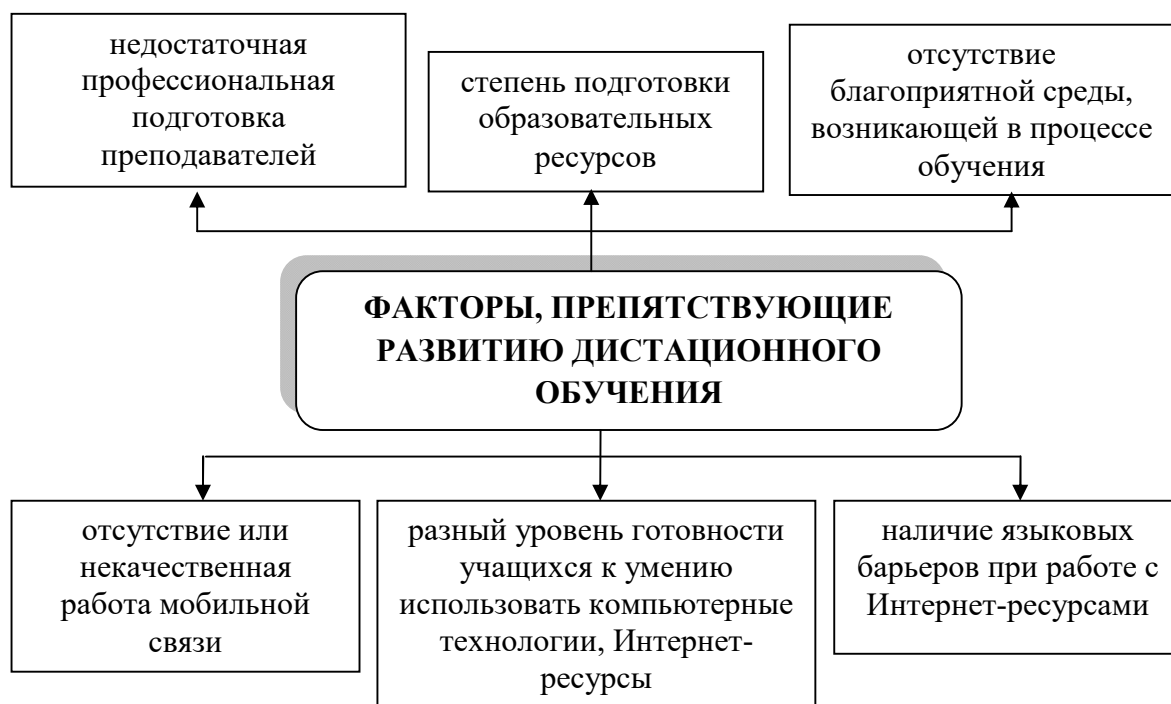 недостаточная
профессиональная
подготовка
преподавателей
степень подготовки
образовательных
ресурсов
отсутствие
благоприятной среды,
возникающей в процессе
обучения
ФАКТОРЫ, ПРЕПЯТСТВУЮЩИЕ
РАЗВИТИЮ ДИСТАЦИОННОГО
ОБУЧЕНИЯ
отсутствие или
некачественная
работа мобильной
связи
разный уровень готовности
учащихся к умению
использовать компьютерные
технологии, Интернет-
ресурсы
наличие языковых
барьеров при работе с
Интернет-ресурсами